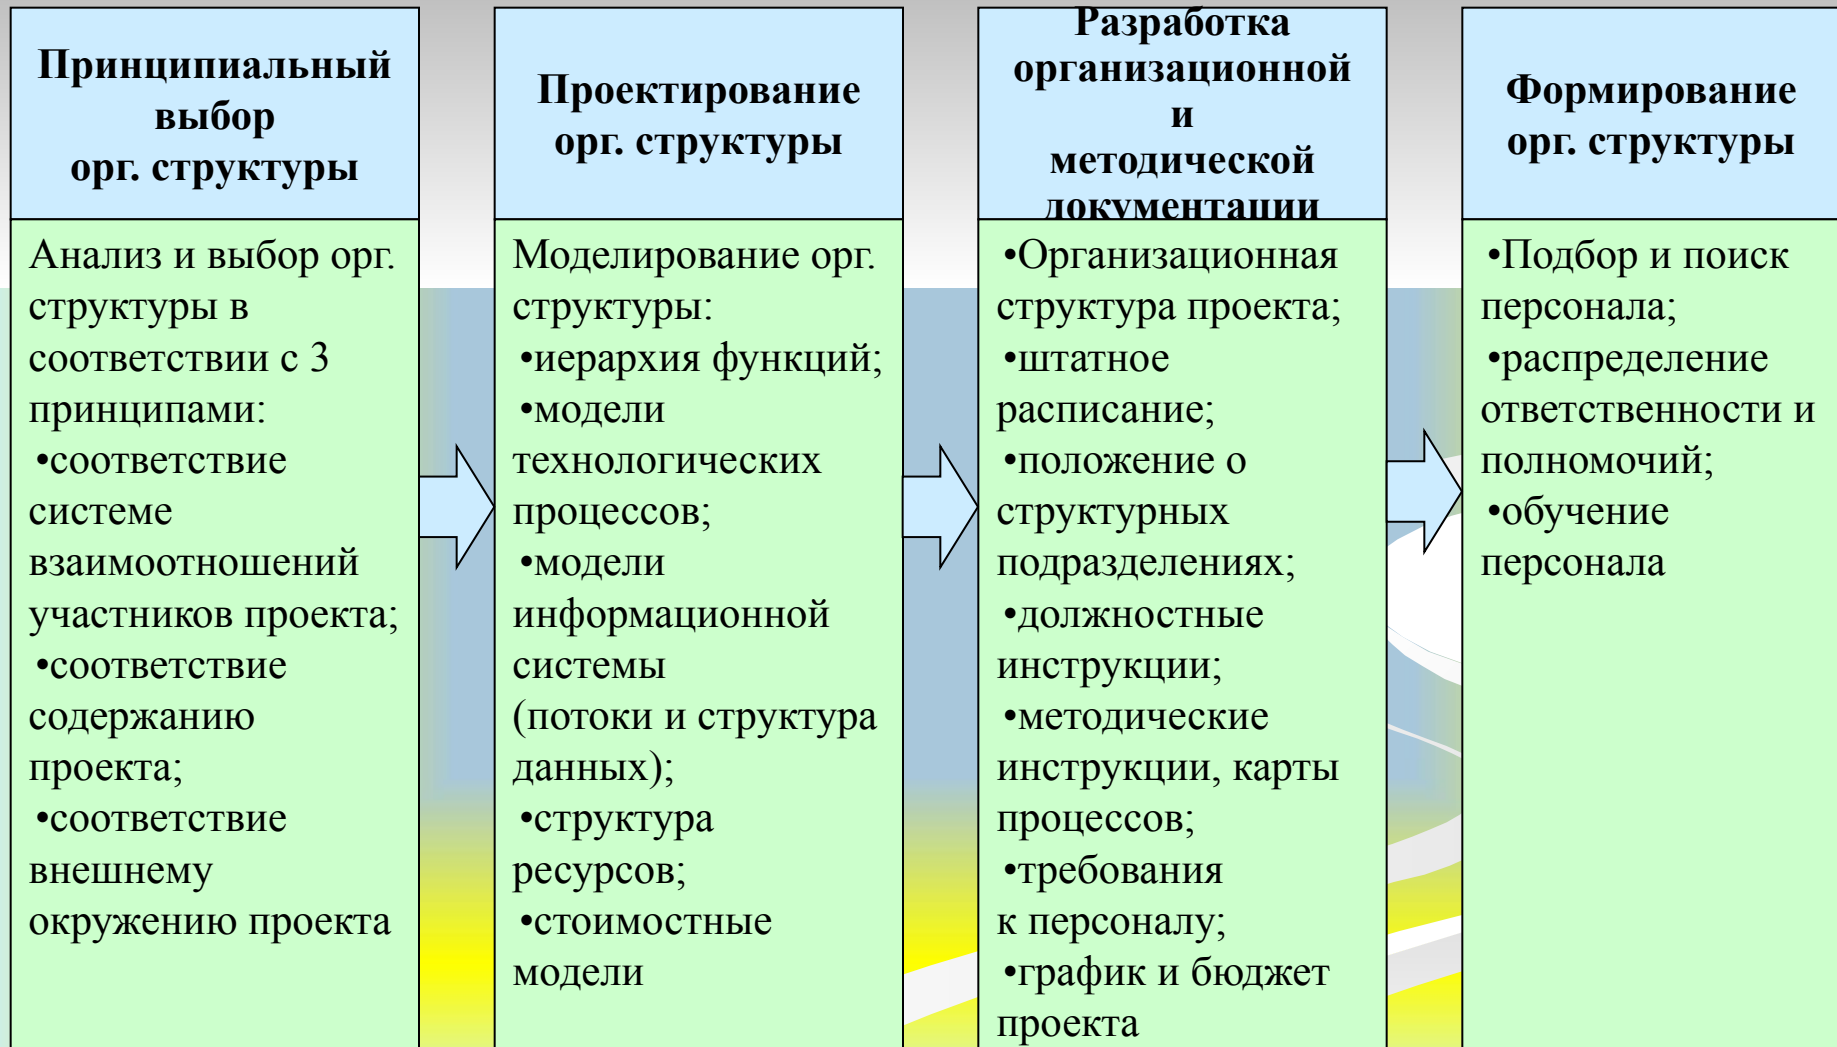 Принципиальный
выбор
орг. структуры
Анализ и выбор орг.
структуры в
соответствии с 3
принципами:
•соответствие
системе
взаимоотношений
участников проекта;
•соответствие
содержанию
проекта;
•соответствие
внешнему
окружению проекта
Проектирование
орг. структуры
Моделирование орг.
структуры:
•иерархия функций;
•модели
технологических
процессов;
•модели
информационной
системы
(потоки и структура
данных);
•структура
ресурсов;
•стоимостные
модели
Разработка
организационной
и
методической
документации
•Организационная
структура проекта;
•штатное
расписание;
•положение о
структурных
подразделениях;
•должностные
инструкции;
•методические
инструкции, карты
процессов;
•требования
к персоналу;
•график и бюджет
проекта
Формирование
орг. структуры
•Подбор и поиск
персонала;
•распределение
ответственности и
полномочий;
•обучение
персонала